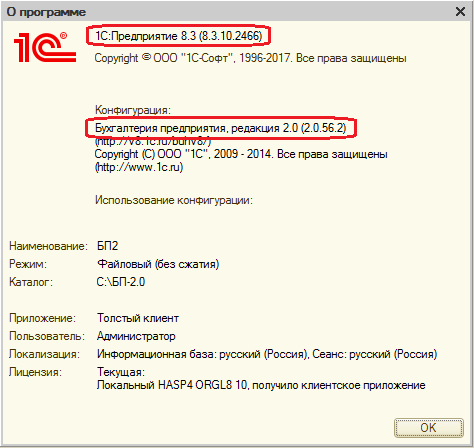 О программе
1С®
1С:Предприятие 8.3 (8.3.10.2466)
Copyright © ООО "1С-Софт", 1996-2017. Все права защищены
Конфигурация:
Бухгалтерия предприятия, редакция 2.0 (2.0.56.2)
(http://v8.1c.ru/buhv8/)
Copyright (С) ООО "1С", 2009 - 2014. Все права защищены
(http://www.1c.ru)
Использование конфигурации:
Наименование: БП2
Режим: Файловый (без сжатия)
Каталог: C:\БП-2.0
Приложение: Толстый клиент
Пользователь: Администратор
Локализация: Информационная база: русский (Россия), Сеанс: русский (Россия)
Лицензия: Текущая:
Локальный HASP4 ORGL8 10, получило клиентское приложение
OK